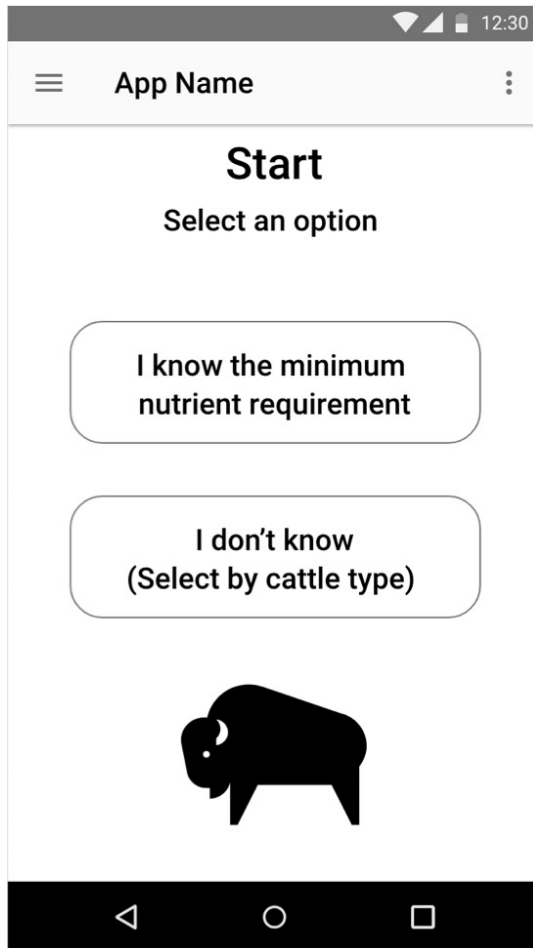 12:30
App Name
Start
Select an option
I know the minimum
nutrient requirement
I don’t know
(Select by cattle type)